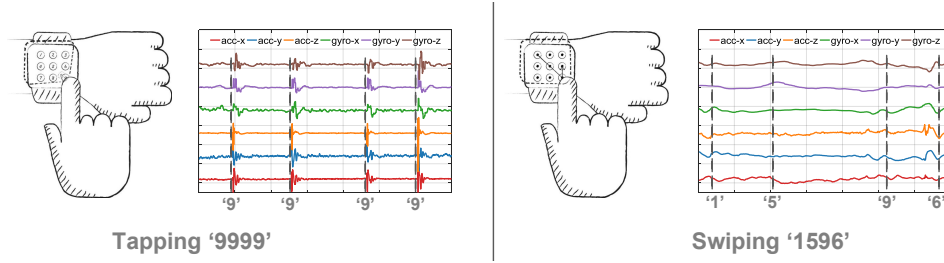 acc-x acc-y acc-z gyro-x gyro-y gyro-z
'9' '9' '9' '9'
Tapping '9999'
acc-x acc-y acc-z gyro-x gyro-y gyro-z
'1' '5' '9' '6'
Swiping '1596'